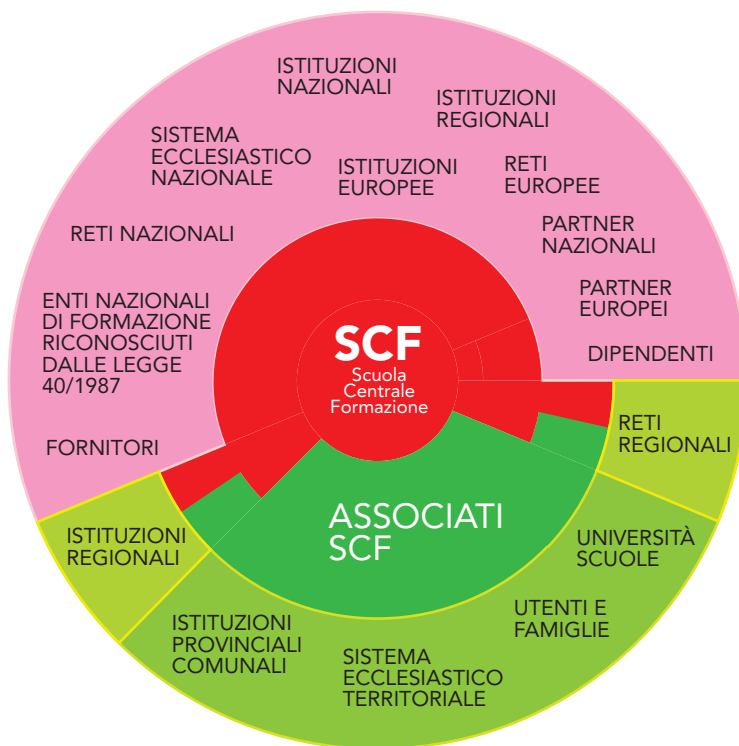 ISTITUZIONI
NAZIONALI
ISTITUZIONI
REGIONALI
SISTEMA
ECCLESIASTICO
NAZIONALE
ISTITUZIONI
EUROPEE
RETI
EUROPEE
RETI NAZIONALI
PARTNER
NAZIONALI
ENTI NAZIONALI
DI FORMAZIONE
RICONOSCIUTI
DALLE LEGGE
40/1987
PARTNER
EUROPEI
DIPENDENTI
FORNITORI
SCF
Scuola
Centrale
Formazione
RETI
REGIONALI
ASSOCIATI
SCF
ISTITUZIONI
REGIONALI
UNIVERSITÀ
SCUOLE
UTENTI E
FAMIGLIE
ISTITUZIONI
PROVINCIALI
COMUNALI
SISTEMA
ECCLESIASTICO
TERRITORIALE